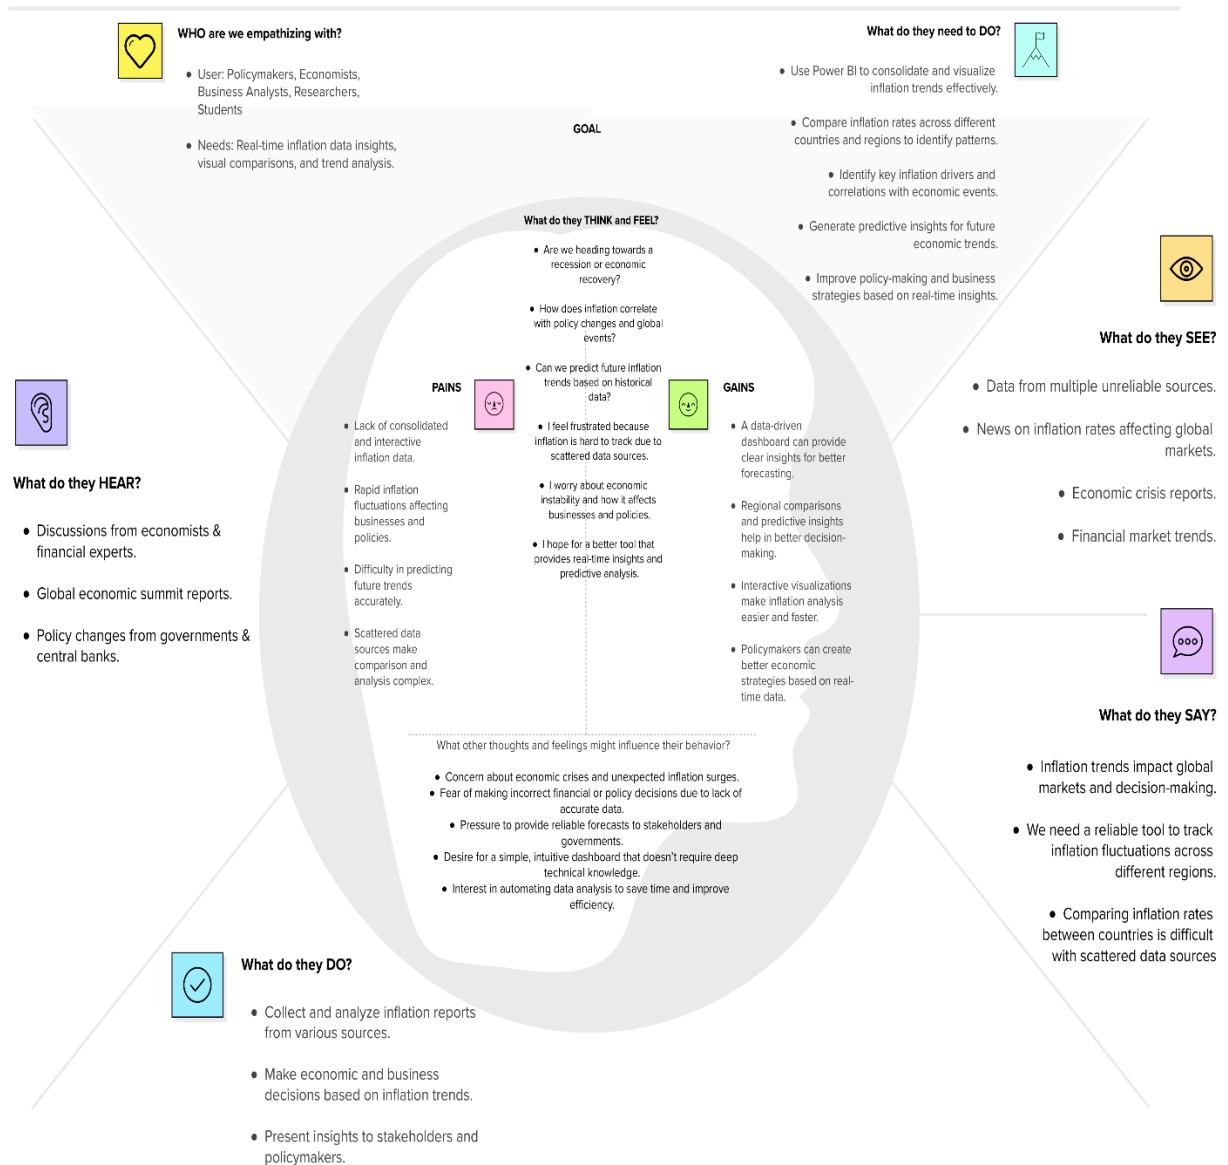 WHO are we empathizing with?
● User: Policymakers, Economists,
Business Analysts, Researchers,
Students
● Needs: Real-time inflation data insights,
visual comparisons, and trend analysis.
GOAL
What do they need to DO?
● Use Power BI to consolidate and visualize
inflation trends effectively.
● Compare inflation rates across different
countries and regions to identify patterns.
● Identify key inflation drivers and
correlations with economic events.
● Generate predictive insights for future
economic trends.
● Improve policy-making and business
strategies based on real-time insights.
What do they SEE?
● Data from multiple unreliable sources.
● News on inflation rates affecting global
markets.
● Economic crisis reports.
● Financial market trends.
What do they SAY?
● Inflation trends impact global
markets and decision-making.
● We need a reliable tool to track
inflation fluctuations across
different regions.
● Comparing inflation rates
between countries is difficult
with scattered data sources
What do they DO?
● Collect and analyze inflation reports
from various sources.
● Make economic and business
decisions based on inflation trends.
● Present insights to stakeholders and
policymakers.
What do they HEAR?
● Discussions from economists &
financial experts.
● Global economic summit reports.
● Policy changes from governments &
central banks.
What do they THINK and FEEL?
● Are we heading towards a
recession or economic
recovery?
● How does inflation correlate
with policy changes and global
events?
● Can we predict future inflation
trends based on historical
data?
● I feel frustrated because
inflation is hard to track due to
scattered data sources.
● I worry about economic
instability and how it affects
businesses and policies.
● I hope for a better tool that
provides real-time insights and
predictive analysis.
PAINS
● Lack of consolidated
and interactive
inflation data.
● Rapid inflation
fluctuations affecting
businesses and
policies.
● Difficulty in predicting
future trends
accurately.
● Scattered data
sources make
comparison and
analysis complex.
GAINS
● A data-driven
dashboard can provide
clear insights for better
forecasting.
● Regional comparisons
and predictive insights
help in better decision-
making.
● Interactive visualizations
make inflation analysis
easier and faster.
● Policymakers can create
better economic
strategies based on real-
time data.
What other thoughts and feelings might influence their behavior?
● Concern about economic crises and unexpected inflation surges.
● Fear of making incorrect financial or policy decisions due to lack of
accurate data.
● Pressure to provide reliable forecasts to stakeholders and
governments.
● Desire for a simple, intuitive dashboard that doesn't require deep
technical knowledge.
● Interest in automating data analysis to save time and improve
efficiency.